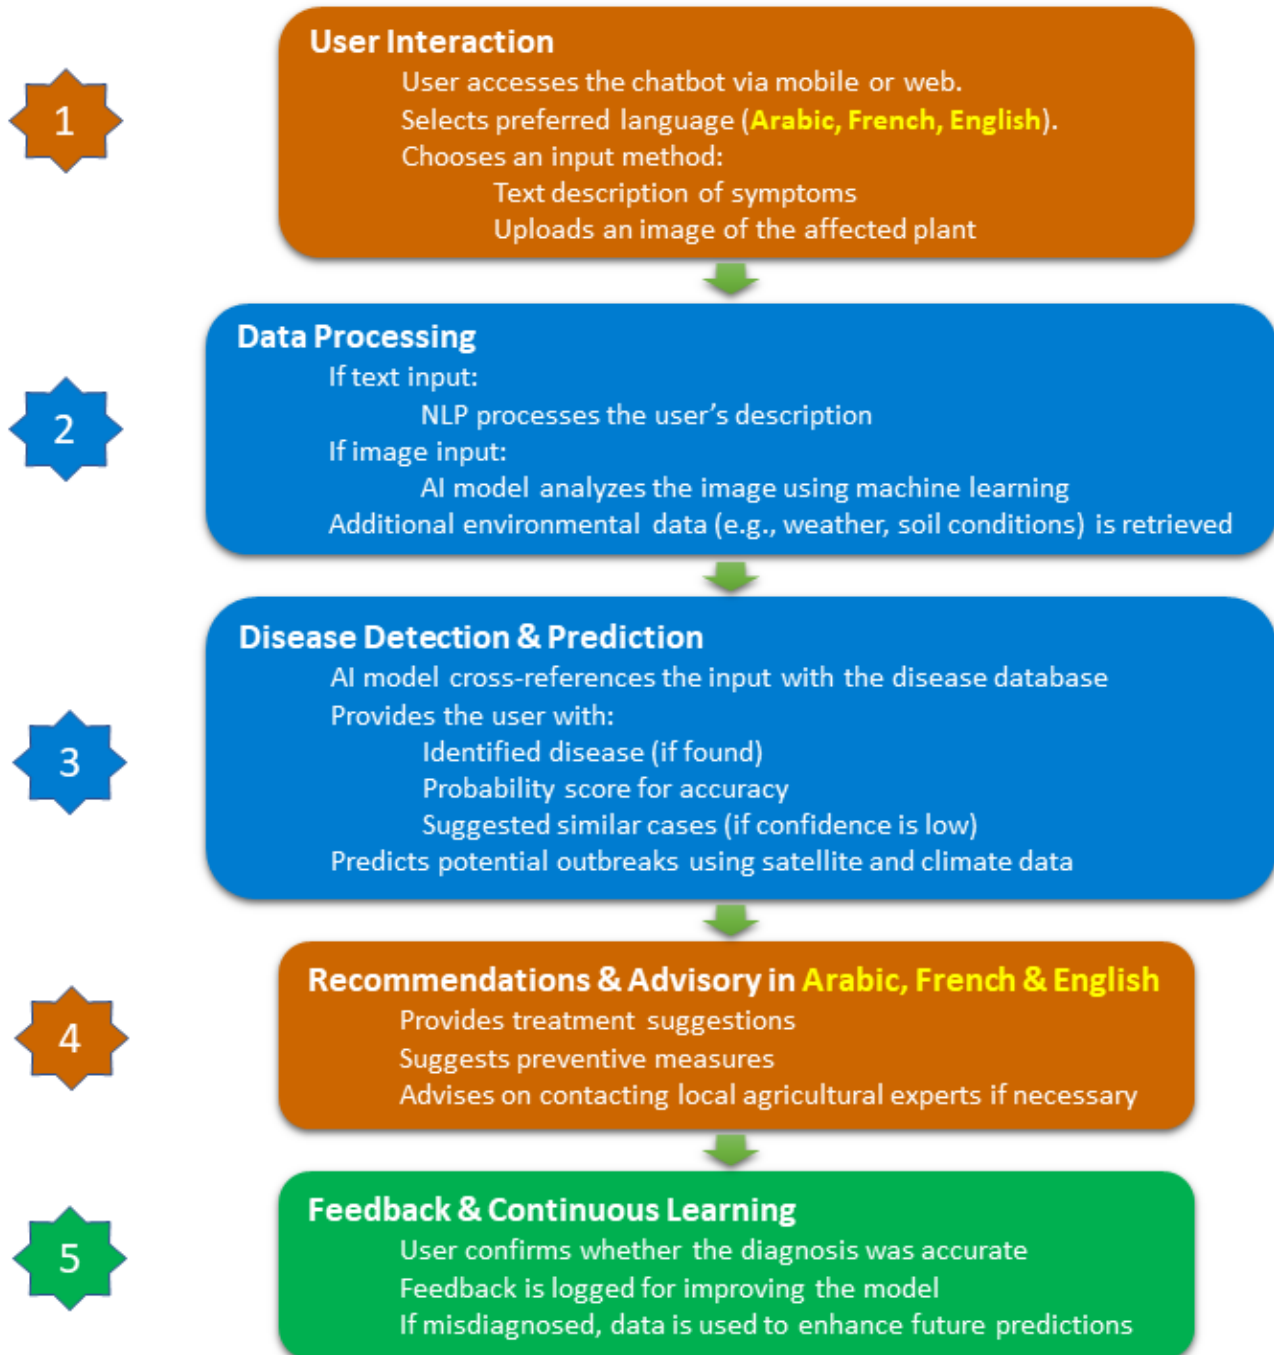 1
User Interaction
User accesses the chatbot via mobile or web.
Selects preferred language (Arabic, French, English).
Chooses an input method:
Text description of symptoms
Uploads an image of the affected plant
2
Data Processing
If text input:
NLP processes the user’s description
If image input:
AI model analyzes the image using machine learning
Additional environmental data (e.g., weather, soil conditions) is retrieved
3
Disease Detection & Prediction
AI model cross-references the input with the disease database
Provides the user with:
Identified disease (if found)
Probability score for accuracy
Suggested similar cases (if confidence is low)
Predicts potential outbreaks using satellite and climate data
4
Recommendations & Advisory in Arabic, French & English
Provides treatment suggestions
Suggests preventive measures
Advises on contacting local agricultural experts if necessary
5
Feedback & Continuous Learning
User confirms whether the diagnosis was accurate
Feedback is logged for improving the model
If misdiagnosed, data is used to enhance future predictions